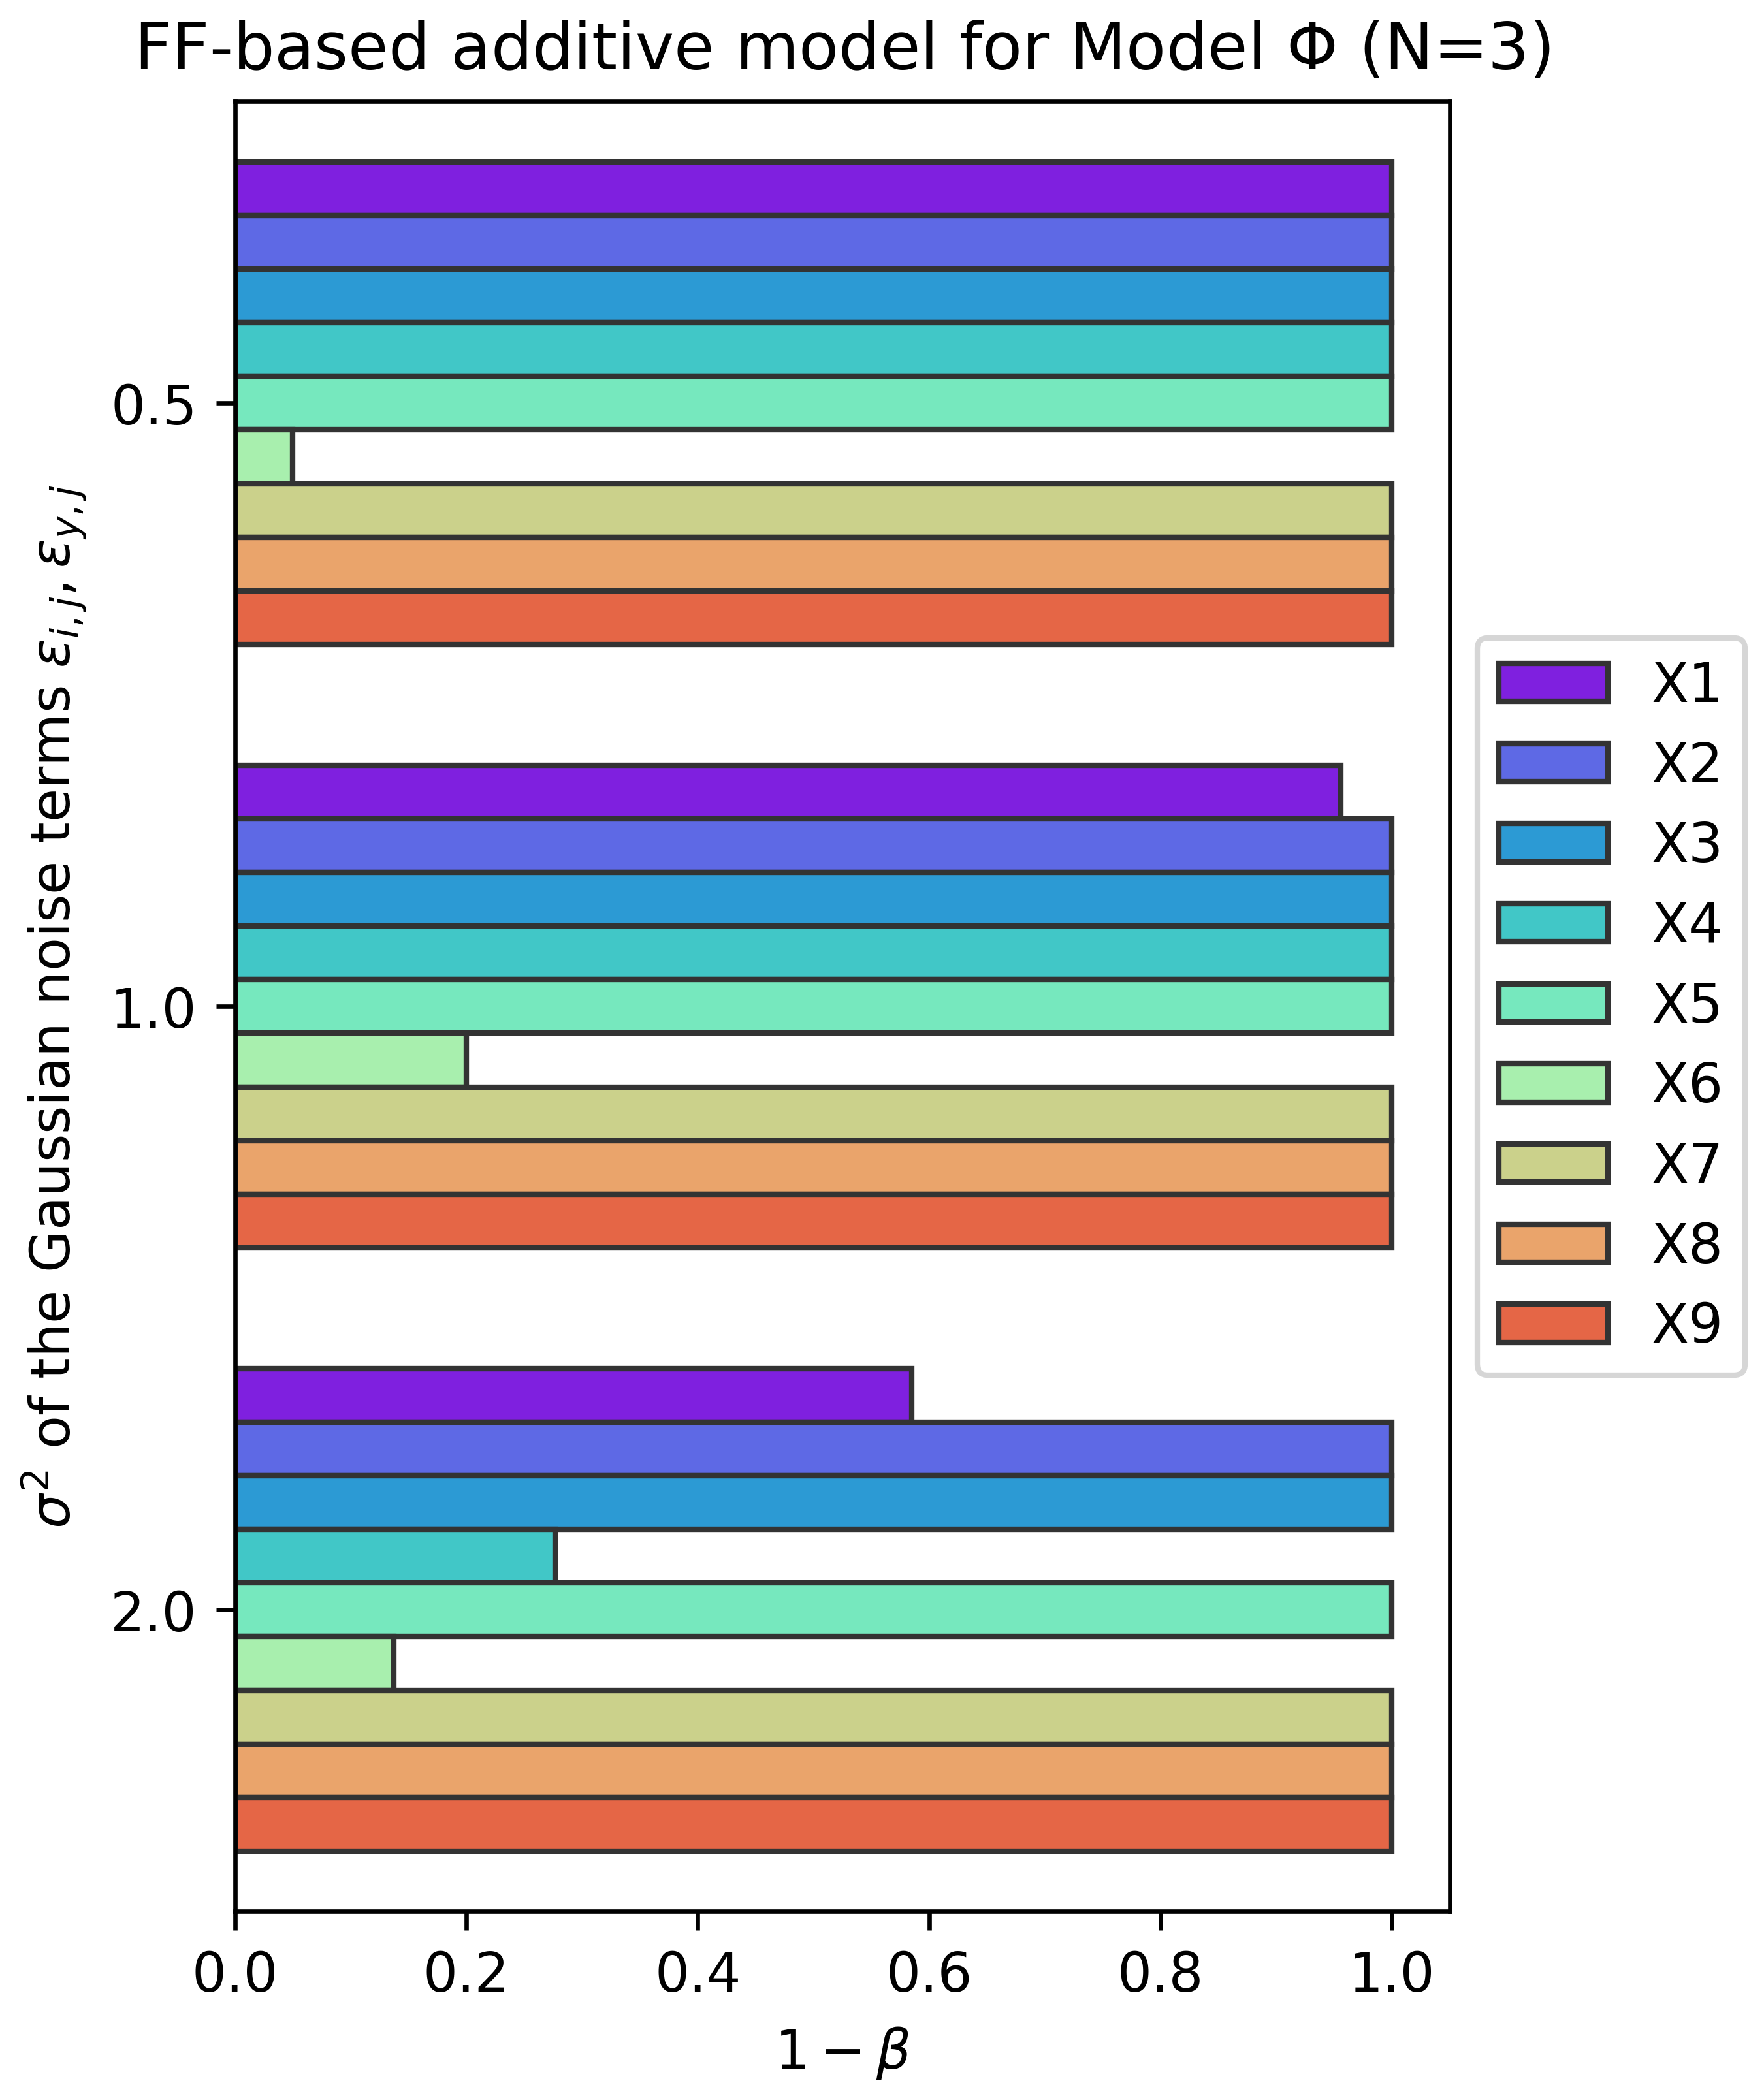 FF-based additive model for Model Φ (N=3)
σ² of the Gaussian noise terms ε_{i,j}, ε_{y,j}
0.5
1.0
2.0
X1
X2
X3
X4
X5
X6
X7
X8
X9
0.0 0.2 0.4 0.6 0.8 1.0
1 − β